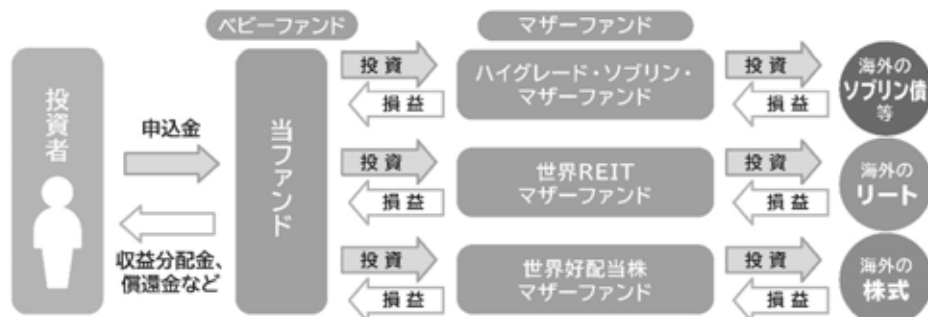 ベビーファンド
マザーファンド
投資者
申込金
収益分配金、
償還金など
当ファンド
投資
損益
ハイグレード・ソブリン・
マザーファンド
投資
損益
海外の
ソブリン債
等
投資
損益
世界REIT
マザーファンド
投資
損益
海外の
リート
投資
損益
世界好配当株
マザーファンド
投資
損益
海外の
株式